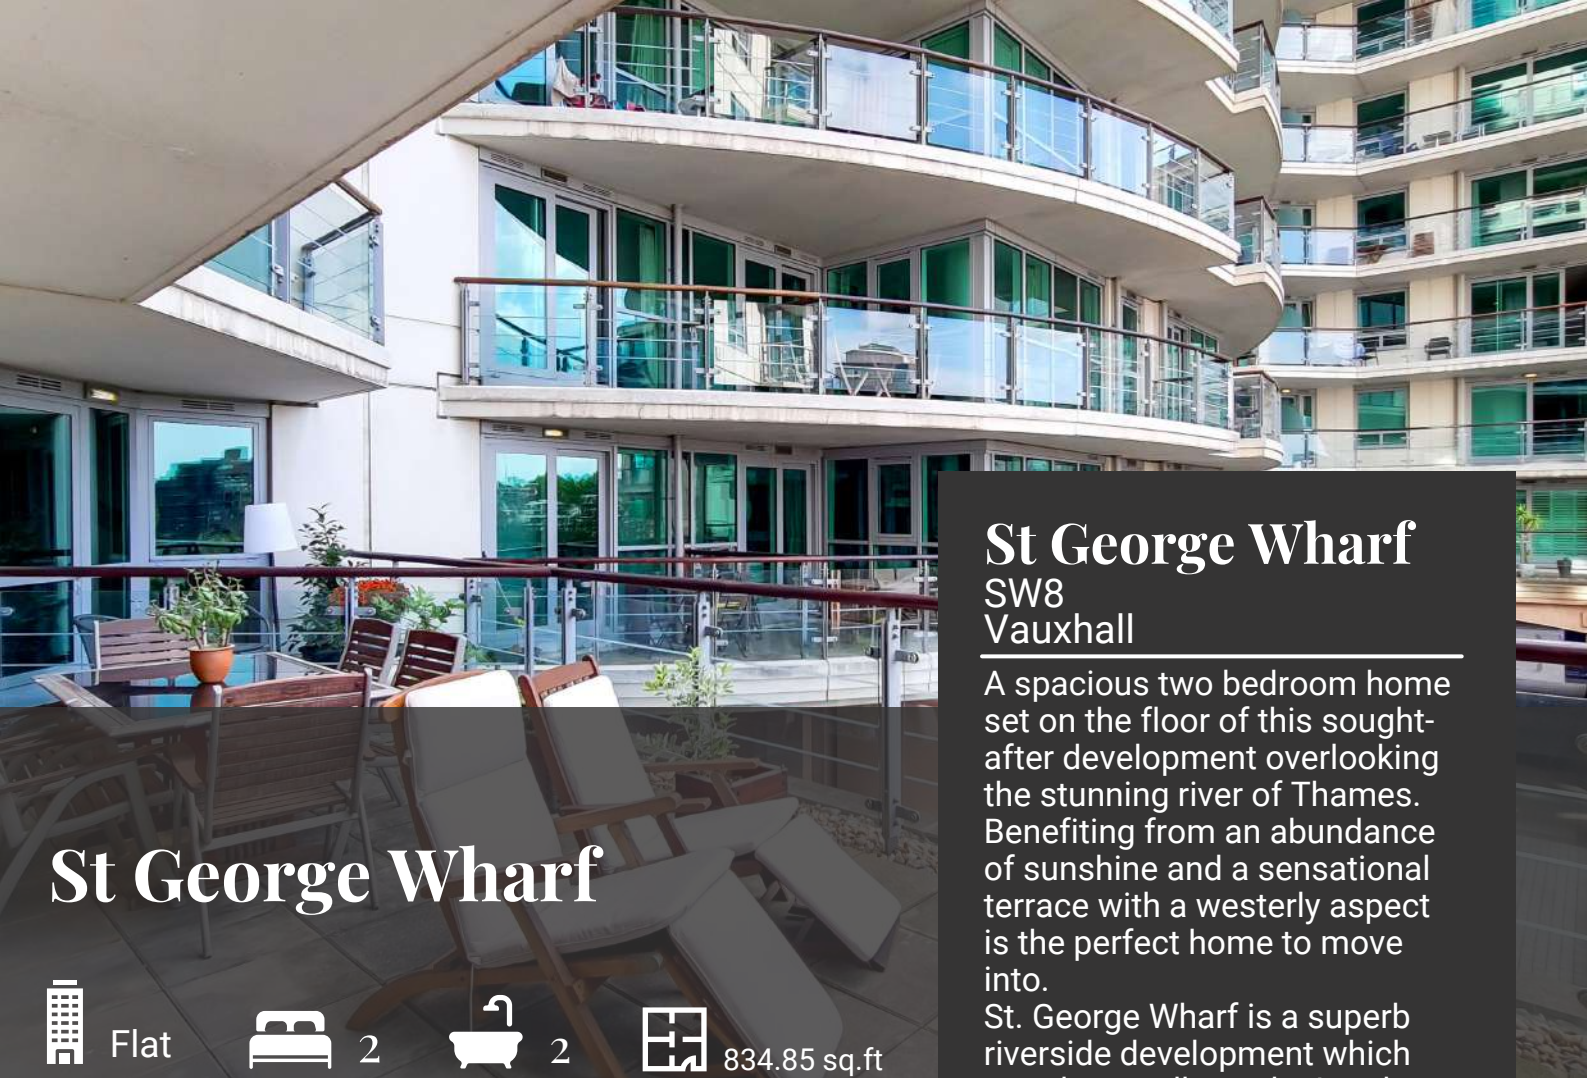 St George Wharf
SW8
Vauxhall
A spacious two bedroom home
set on the floor of this sought-
after development overlooking
the stunning river of Thames.
Benefiting from an abundance
of sunshine and a sensational
terrace with a westerly aspect
is the perfect home to move
into.
St. George Wharf is a superb
riverside development which
St George Wharf
Flat 2 2 834.85 sq.ft